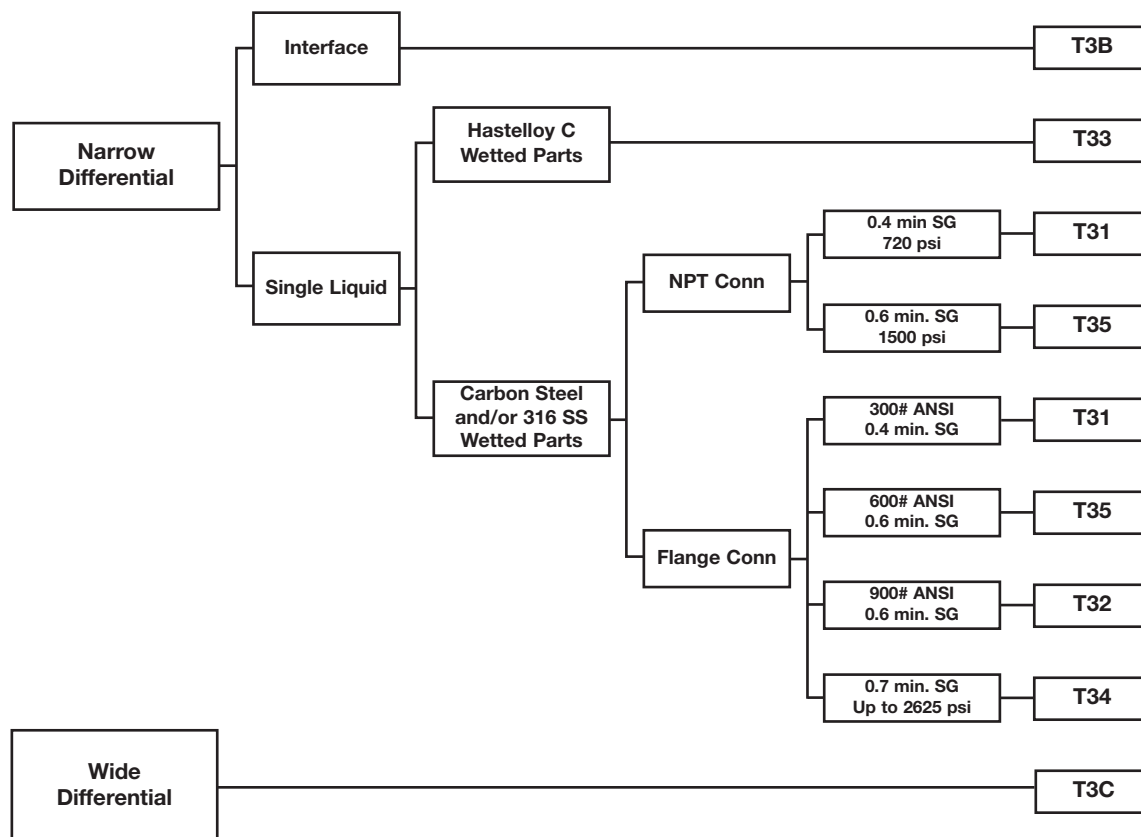 Interface
T3B
Narrow
Differential
Hastelloy C
Wetted Parts
T33
Single Liquid
NPT Conn
0.4 min SG
720 psi
T31
0.6 min. SG
1500 psi
T35
Carbon Steel
and/or 316 SS
Wetted Parts
300# ANSI
0.4 min. SG
T31
600# ANSI
0.6 min. SG
T35
Flange Conn
900# ANSI
0.6 min. SG
T32
0.7 min. SG
Up to 2625 psi
T34
Wide
Differential
T3C